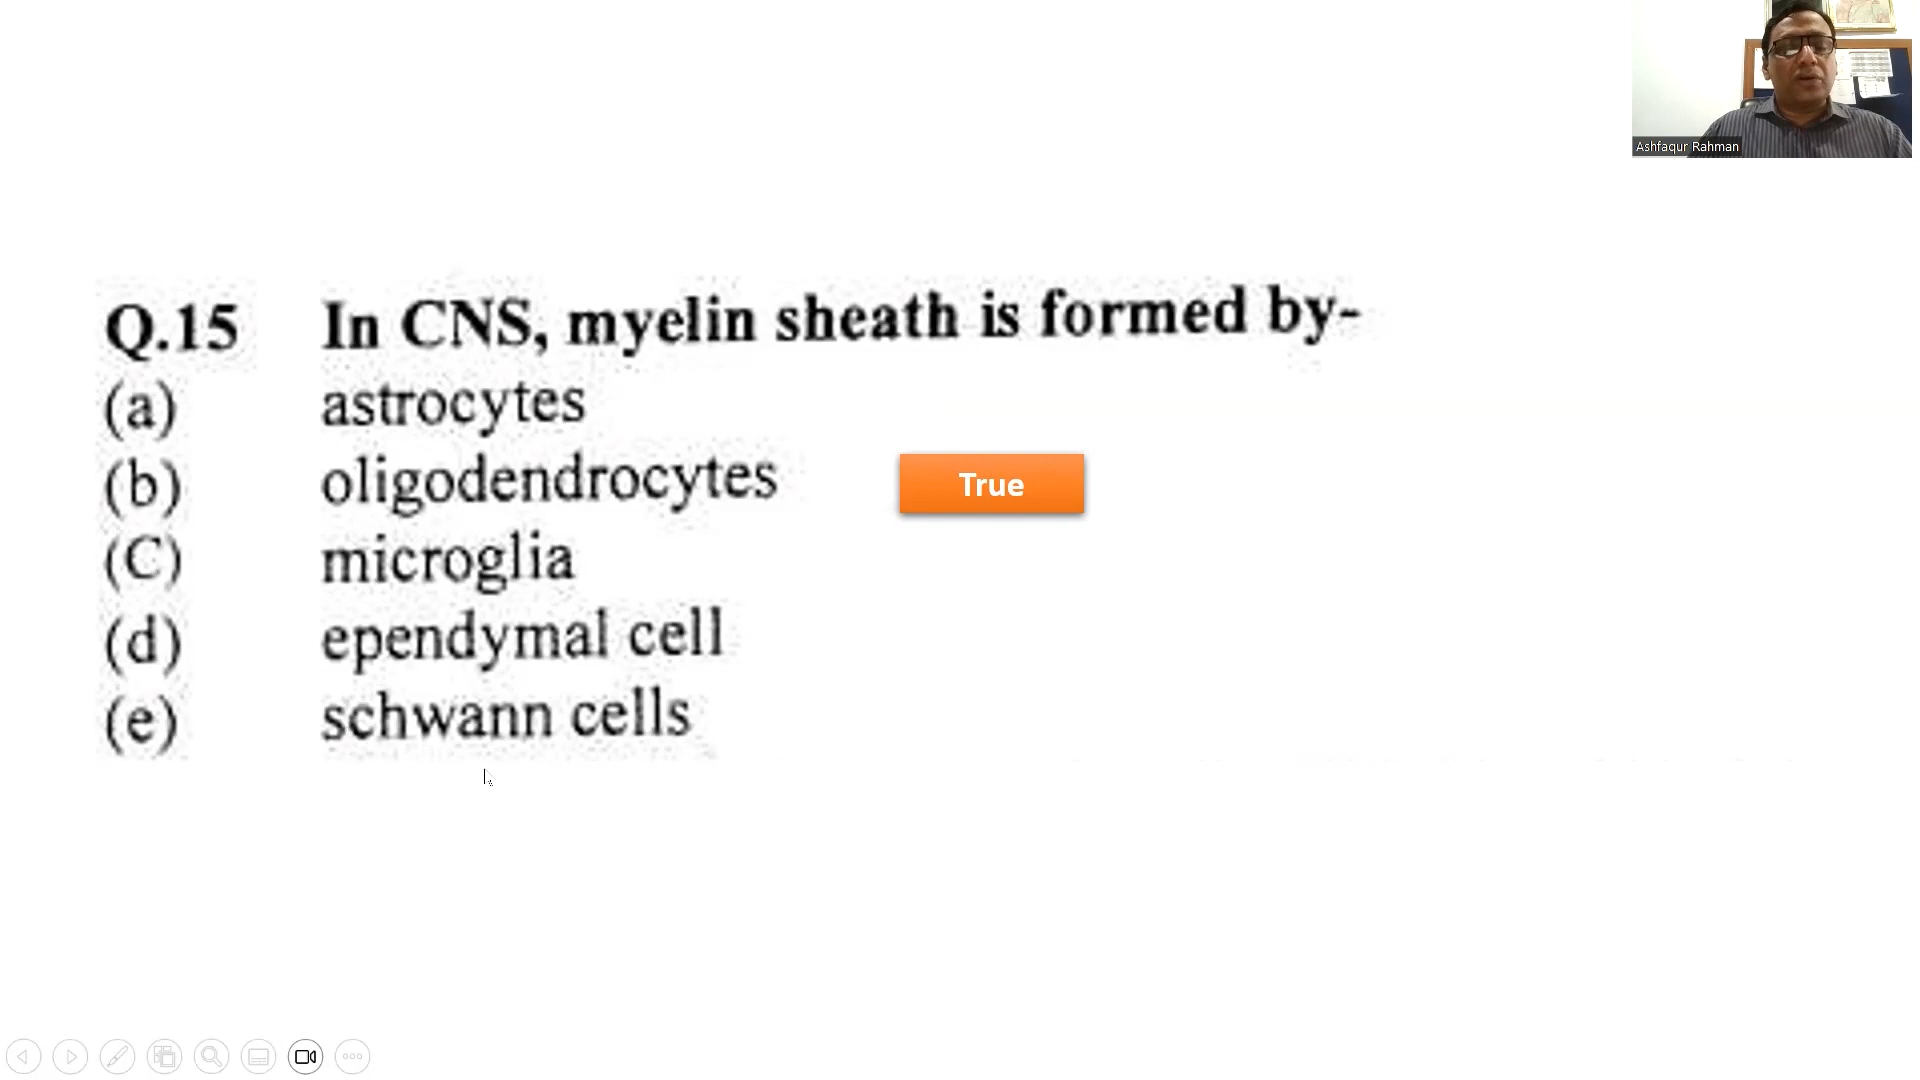 Ashfaqur Rahman
Q.15 In CNS, myelin sheath is formed by-
(a) astrocytes
(b) oligodendrocytes True
(C) microglia
(d) ependymal cell
(e) schwann cells